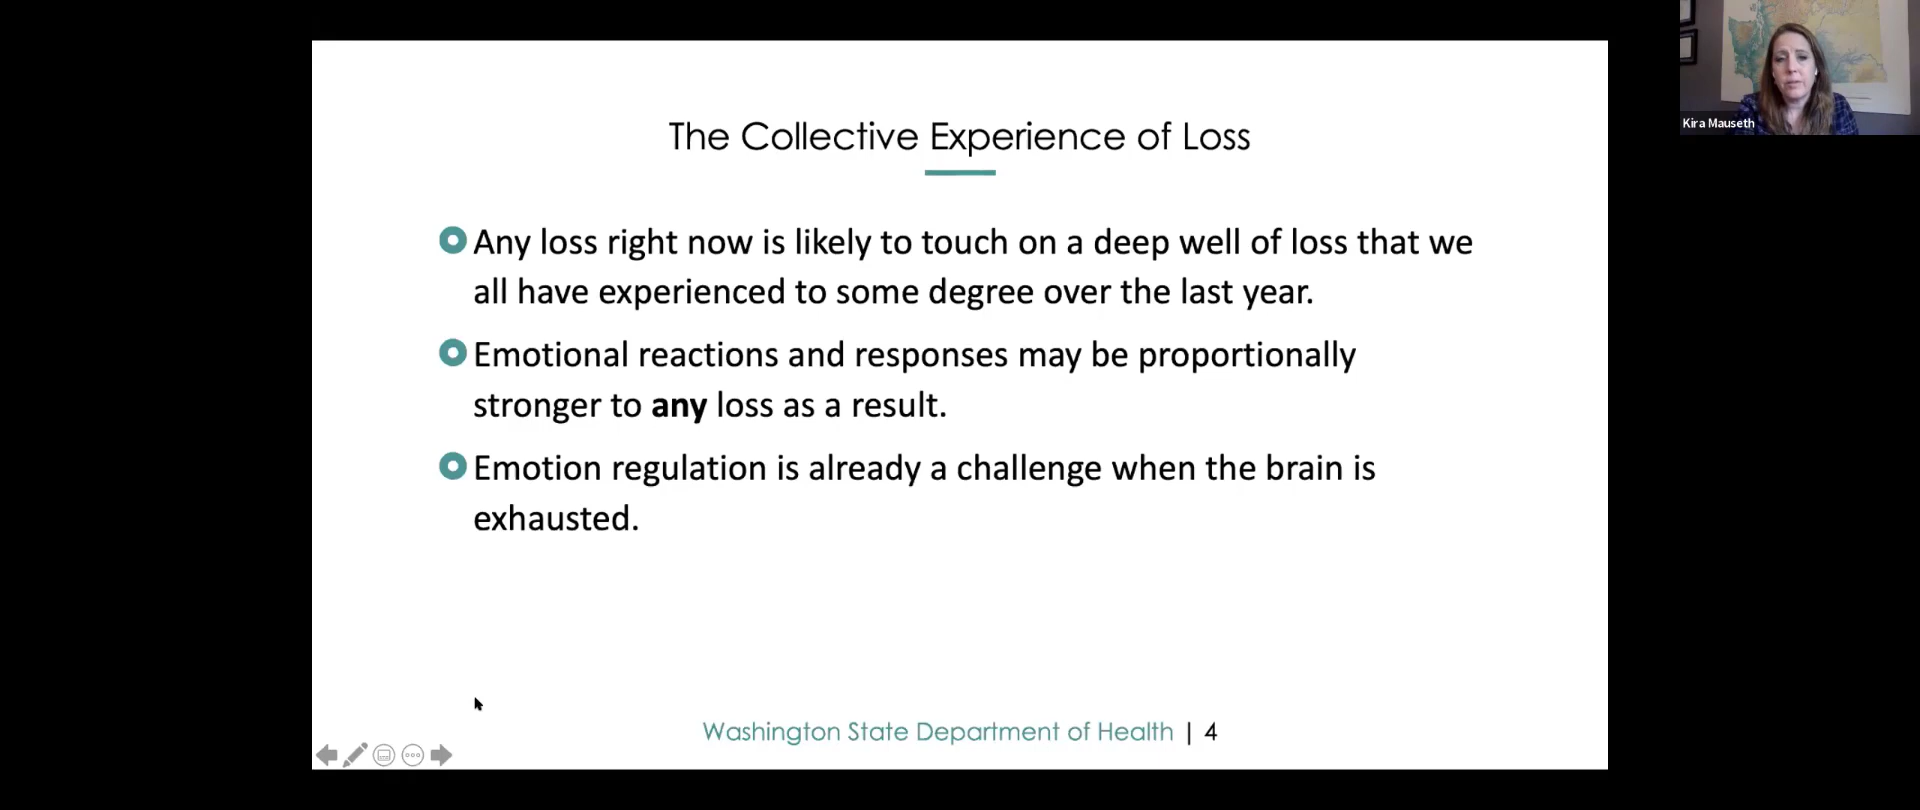 The Collective Experience of Loss
Any loss right now is likely to touch on a deep well of loss that we
all have experienced to some degree over the last year.
Emotional reactions and responses may be proportionally
stronger to any loss as a result.
Emotion regulation is already a challenge when the brain is
exhausted.
Washington State Department of Health | 4
Kira Mauseth